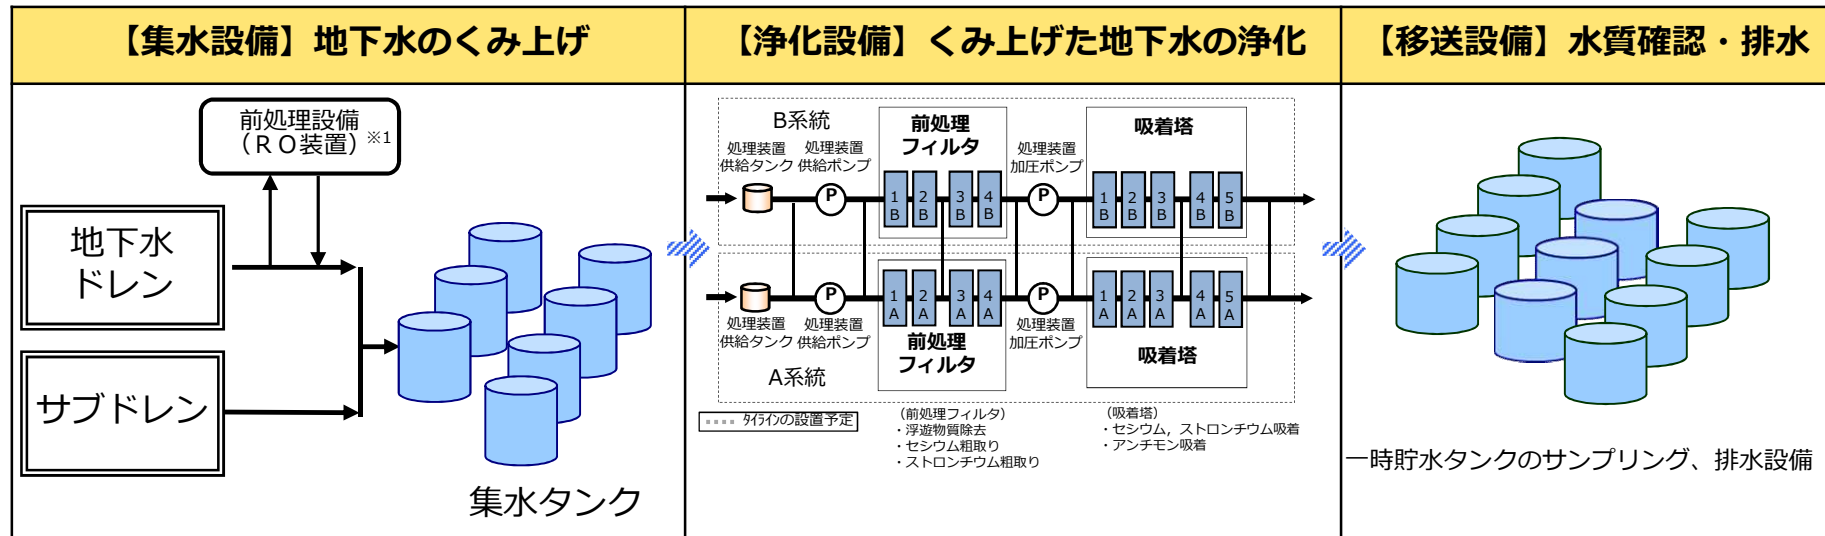 【集水設備】地下水のくみ上げ
【浄化設備】くみ上げた地下水の浄化
【移送設備】水質確認・排水
前処理設備
（ＲＯ装置）※1
地下水
ドレン
サブドレン
集水タンク
B系統
処理装置
供給タンク
処理装置
供給ポンプ
前処理
フィルタ
処理装置
加圧ポンプ
吸着塔
P
1B
2B
3B
4B
P
1B
2B
3B
4B
5B
P
1A
2A
3A
4A
P
1A
2A
3A
4A
5A
処理装置
供給タンク
処理装置
供給ポンプ
前処理
フィルタ
処理装置
加圧ポンプ
吸着塔
A系統
ﾀｲﾗｲﾝの設置予定
（前処理フィルタ）
・浮遊物質除去
・セシウム粗取り
・ストロンチウム粗取り
（吸着塔）
・セシウム，ストロンチウム吸着
・アンチモン吸着
一時貯水タンクのサンプリング、排水設備